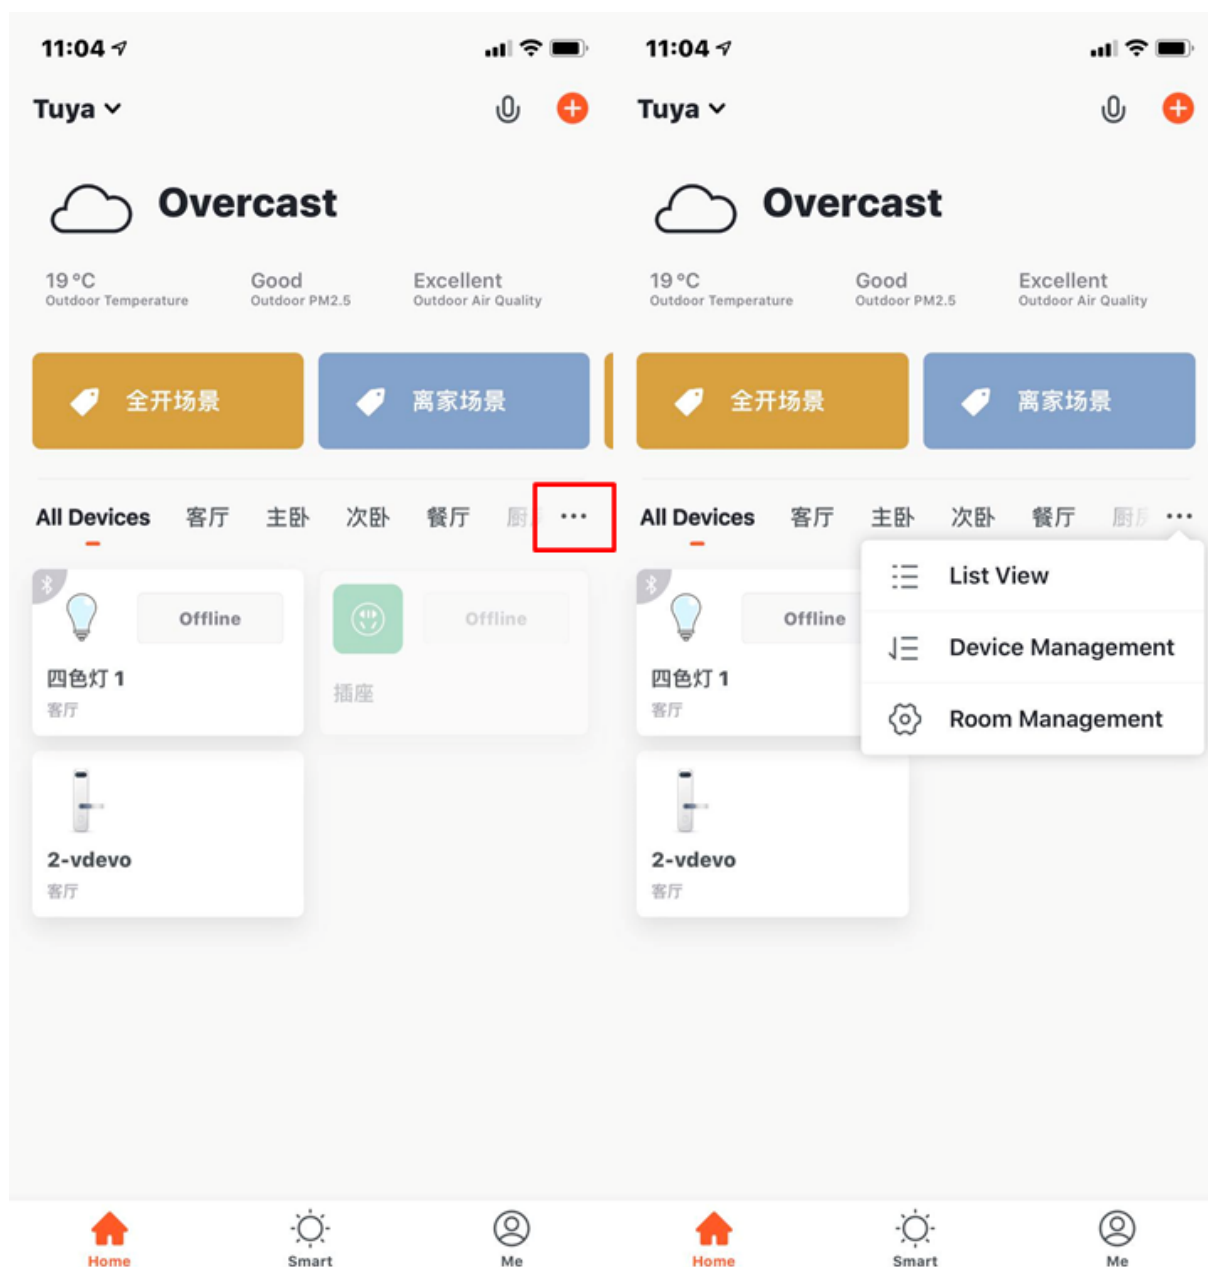 11:04
Tuya
Overcast
19 °C
Outdoor Temperature
Good
Outdoor PM2.5
Excellent
Outdoor Air Quality
全开场景
离家场景
All Devices 客厅 主卧 次卧 餐厅
Offline
四色灯 1
客厅
Offline
插座
2-vdevo
客厅
Home
Smart
Me
11:04
Tuya
Overcast
19 °C
Outdoor Temperature
Good
Outdoor PM2.5
Excellent
Outdoor Air Quality
全开场景
离家场景
All Devices 客厅 主卧 次卧 餐厅 厨房
List View
Device Management
Room Management
Offline
四色灯 1
客厅
2-vdevo
客厅
Home
Smart
Me